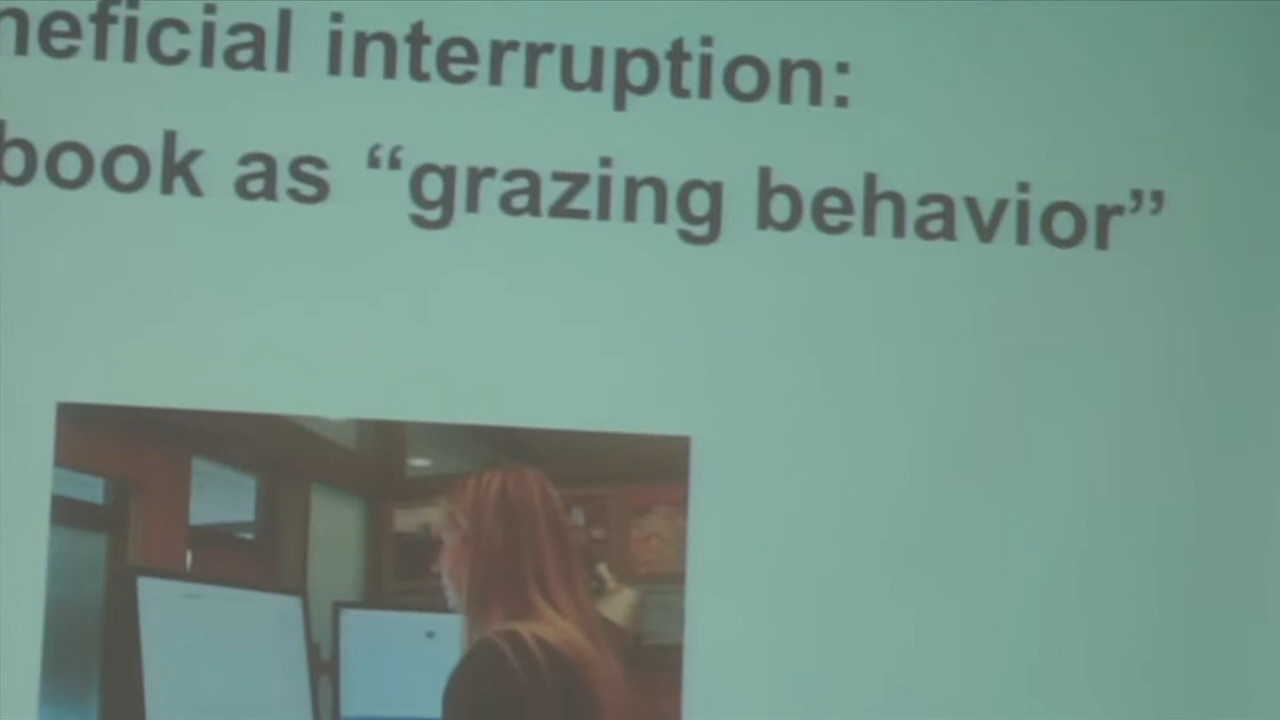 neficial interruption:
book as “grazing behavior”